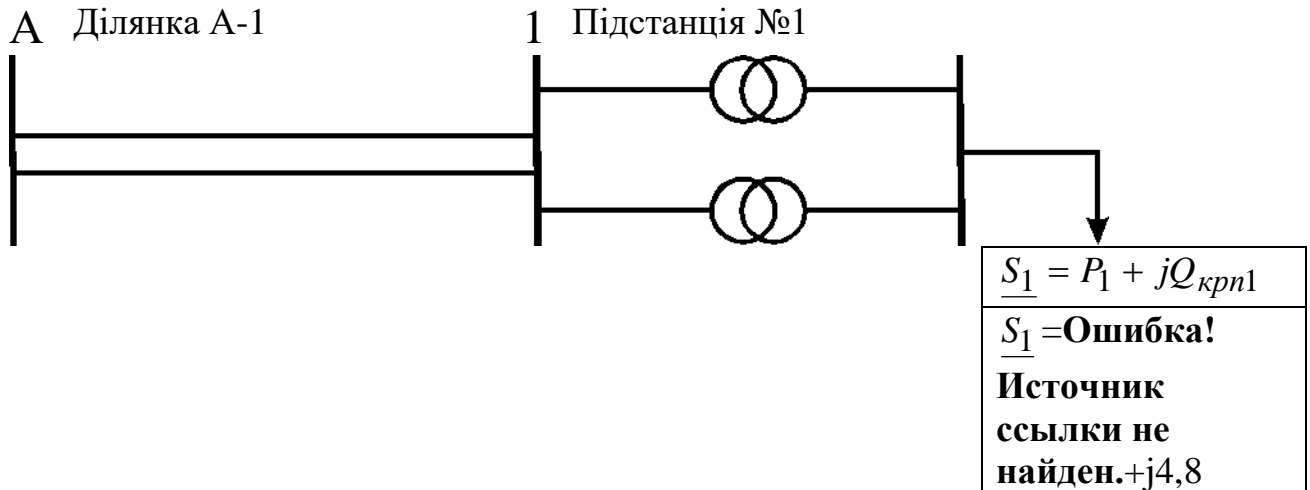 А Ділянка А-1 1 Підстанція №1
S1 = P1 + jQкрп1
S1 =Ошибка!
Источник
ссылки не
найден.+j4,8